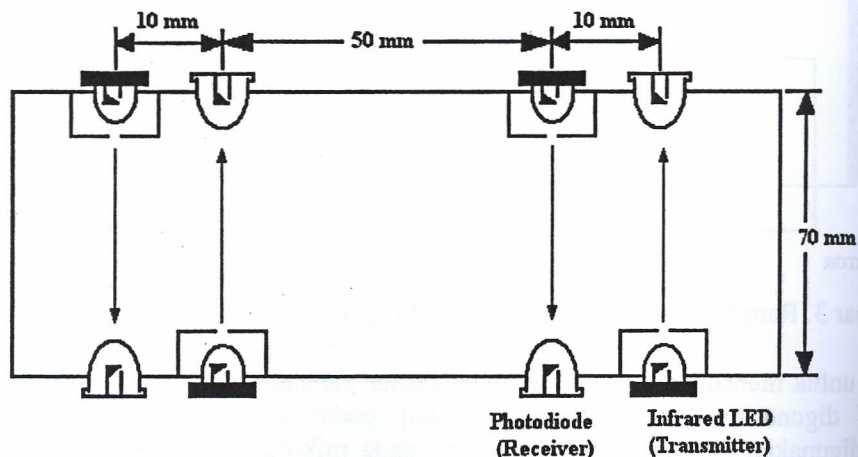 10 mm
50 mm
10 mm
70 mm
Photodiode
(Receiver)
Infrared LED
(Transmitter)